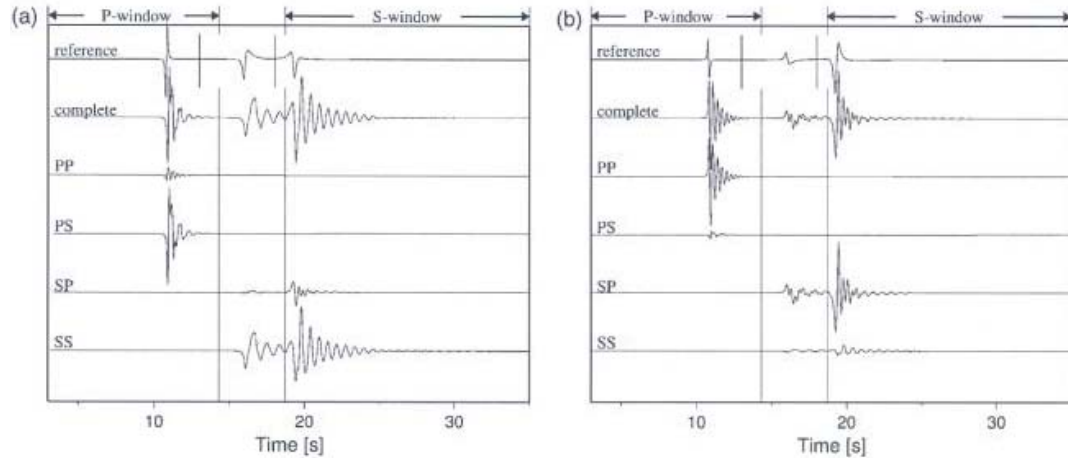 (a)
P-window
S-window
reference
complete
PP
PS
SP
SS
10
20
30
Time [s]
(b)
P-window
S-window
reference
complete
PP
PS
SP
SS
10
20
30
Time [s]